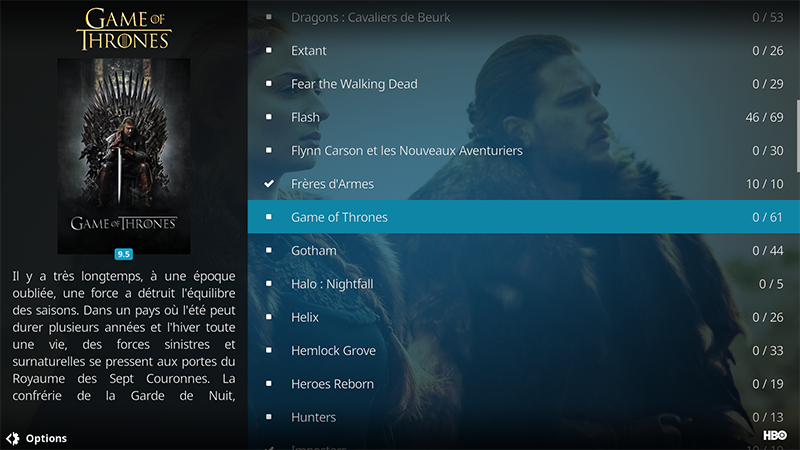 GAME OF
THRONES
GAME OF THRONES
9.5
Il y a très longtemps, à une époque
oubliée, une force a détruit l'équilibre
des saisons. Dans un pays où l'été peut
durer plusieurs années et l'hiver toute
une vie, des forces sinistres et
surnaturelles se pressent aux portes du
Royaume des Sept Couronnes. La
confrérie de la Garde de Nuit,
Options
Dragons : Cavaliers de Beurk 0 / 53
Extant 0 / 26
Fear the Walking Dead 0 / 29
Flash 46 / 69
Flynn Carson et les Nouveaux Aventuriers 0 / 30
Frères d'Armes 10 / 10
Game of Thrones 0 / 61
Gotham 0 / 44
Halo : Nightfall 0 / 5
Helix 0 / 26
Hemlock Grove 0 / 33
Heroes Reborn 0 / 19
Hunters 0 / 13
Imposters 10 / 10
HBO